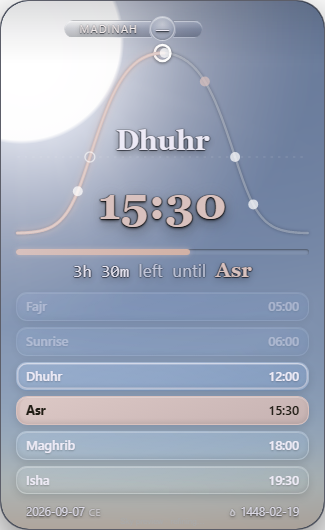 MADINAH —
Dhuhr
15:30
3h 30m left until Asr
Fajr 05:00
Sunrise 06:00
Dhuhr 12:00
Asr 15:30
Maghrib 18:00
Isha 19:30
2026-09-07 CE 1448-02-19